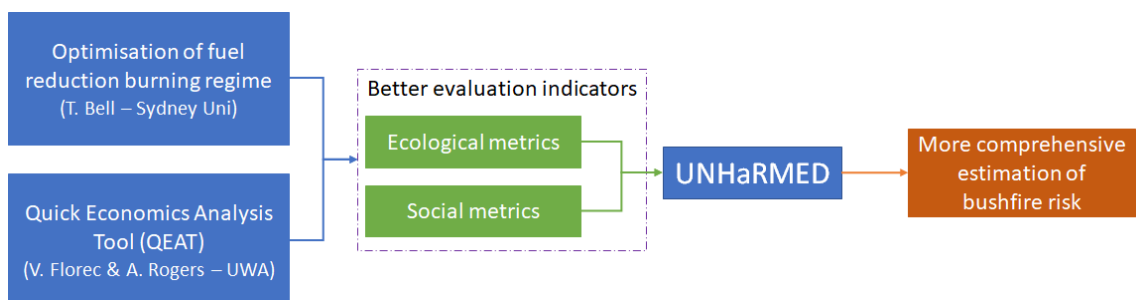 Optimisation of fuel
reduction burning regime
(T. Bell – Sydney Uni)
Quick Economics Analysis
Tool (QEAT)
(V. Florec & A. Rogers – UWA)
Better evaluation indicators
Ecological metrics
Social metrics
UNHaRMED
More comprehensive
estimation of
bushfire risk